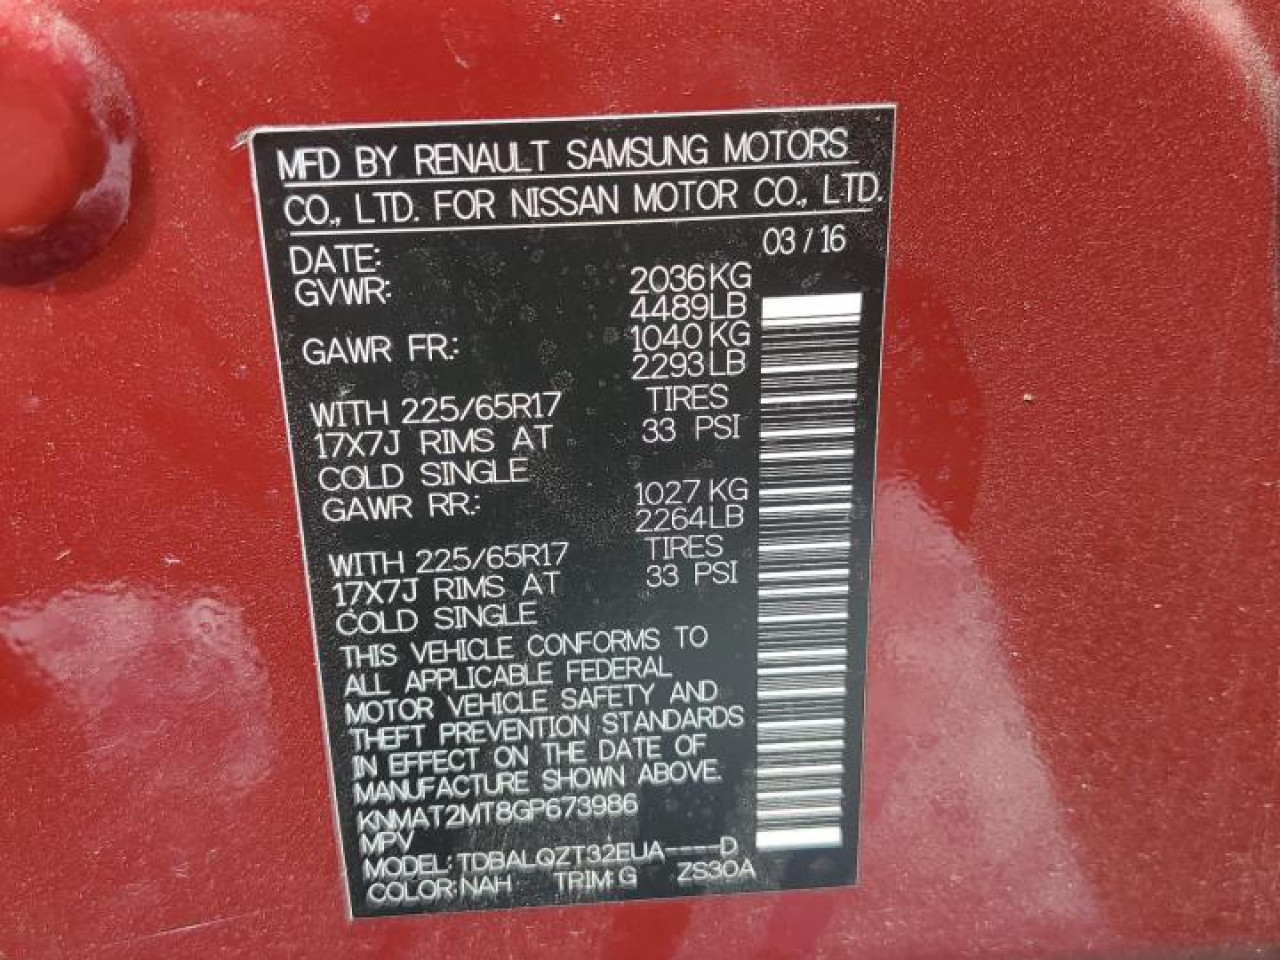 MFD BY RENAULT SAMSUNG MOTORS
CO., LTD. FOR NISSAN MOTOR CO., LTD.
DATE: 03 / 16
GVWR: 2036KG
4489LB
GAWR FR.: 1040 KG
2293LB
WITH 225/65R17 TIRES
17X7J RIMS AT 33 PSI
COLD SINGLE
GAWR RR.: 1027 KG
2264LB
WITH 225/65R17 TIRES
17X7J RIMS AT 33 PSI
COLD SINGLE
THIS VEHICLE CONFORMS TO
ALL APPLICABLE FEDERAL
MOTOR VEHICLE SAFETY AND
THEFT PREVENTION STANDARDS
IN EFFECT ON THE DATE OF
MANUFACTURE SHOWN ABOVE.
KNMAT2MT8GP673986
MPV
MODEL: TDBALQZT32EUA----D
COLOR: NAH TRIM: G ZS30A